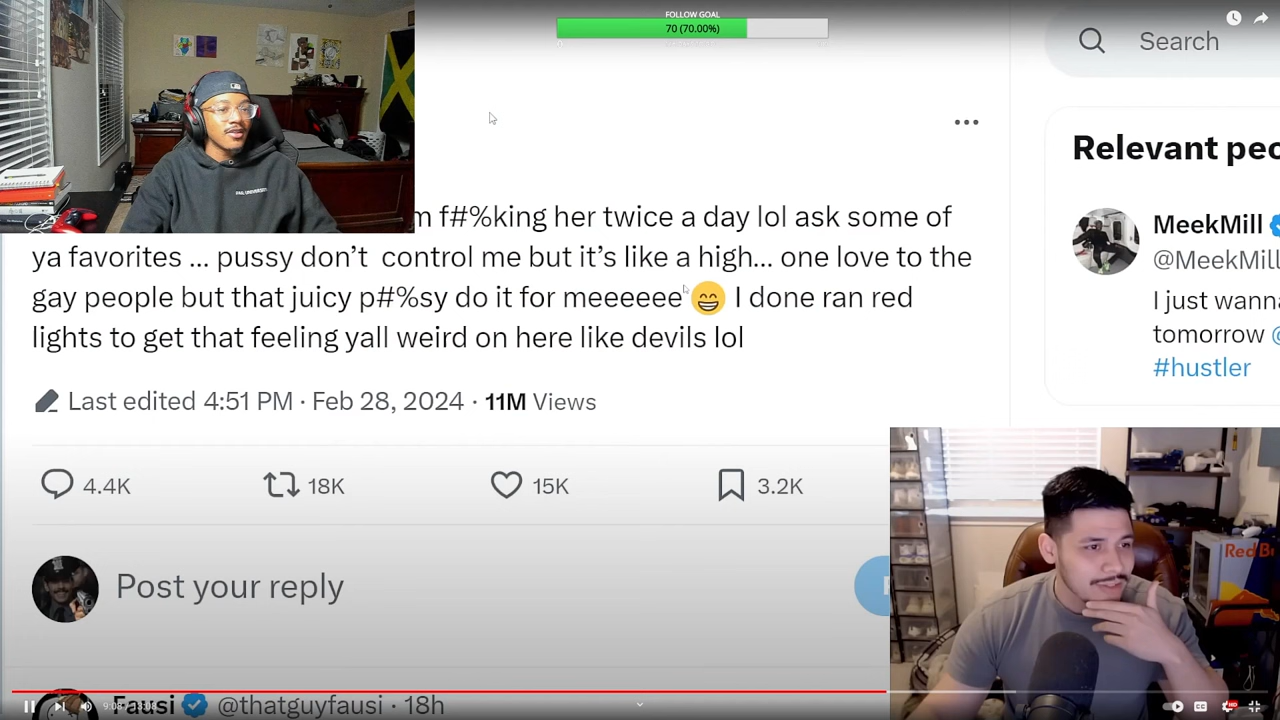 FOLLOW GOAL
70 (70.00%)
Search
Relevant peo
m f#%king her twice a day lol ask some of
ya favorites ... pussy don’t control me but it’s like a high... one love to the
gay people but that juicy p#%sy do it for meeeeee😁 I done ran red
lights to get that feeling yall weird on here like devils lol
MeekMill
@MeekMill
I just wanna
tomorrow @
#hustler
Last edited 4:51 PM · Feb 28, 2024 · 11M Views
4.4K 18K 15K 3.2K
Post your reply
Red B
Fausi @thatguyfausi · 18h